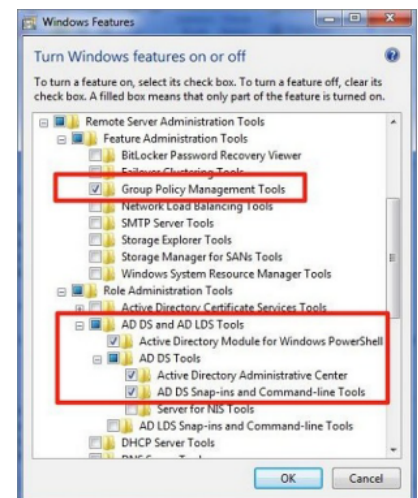 Windows Features
Turn Windows features on or off
To turn a feature on, select its check box. To turn a feature off, clear its
check box. A filled box means that only part of the feature is turned on.
Remote Server Administration Tools
Feature Administration Tools
BitLocker Password Recovery Viewer
Failover Clustering Tools
Group Policy Management Tools
Network Load Balancing Tools
SMTP Server Tools
Storage Explorer Tools
Storage Manager for SANs Tools
Windows System Resource Manager Tools
Role Administration Tools
Active Directory Certificate Services Tools
AD DS and AD LDS Tools
Active Directory Module for Windows PowerShell
AD DS Tools
Active Directory Administrative Center
AD DS Snap-ins and Command-line Tools
Server for NIS Tools
AD LDS Snap-ins and Command-line Tools
DHCP Server Tools
DNS Server Tools
OK Cancel